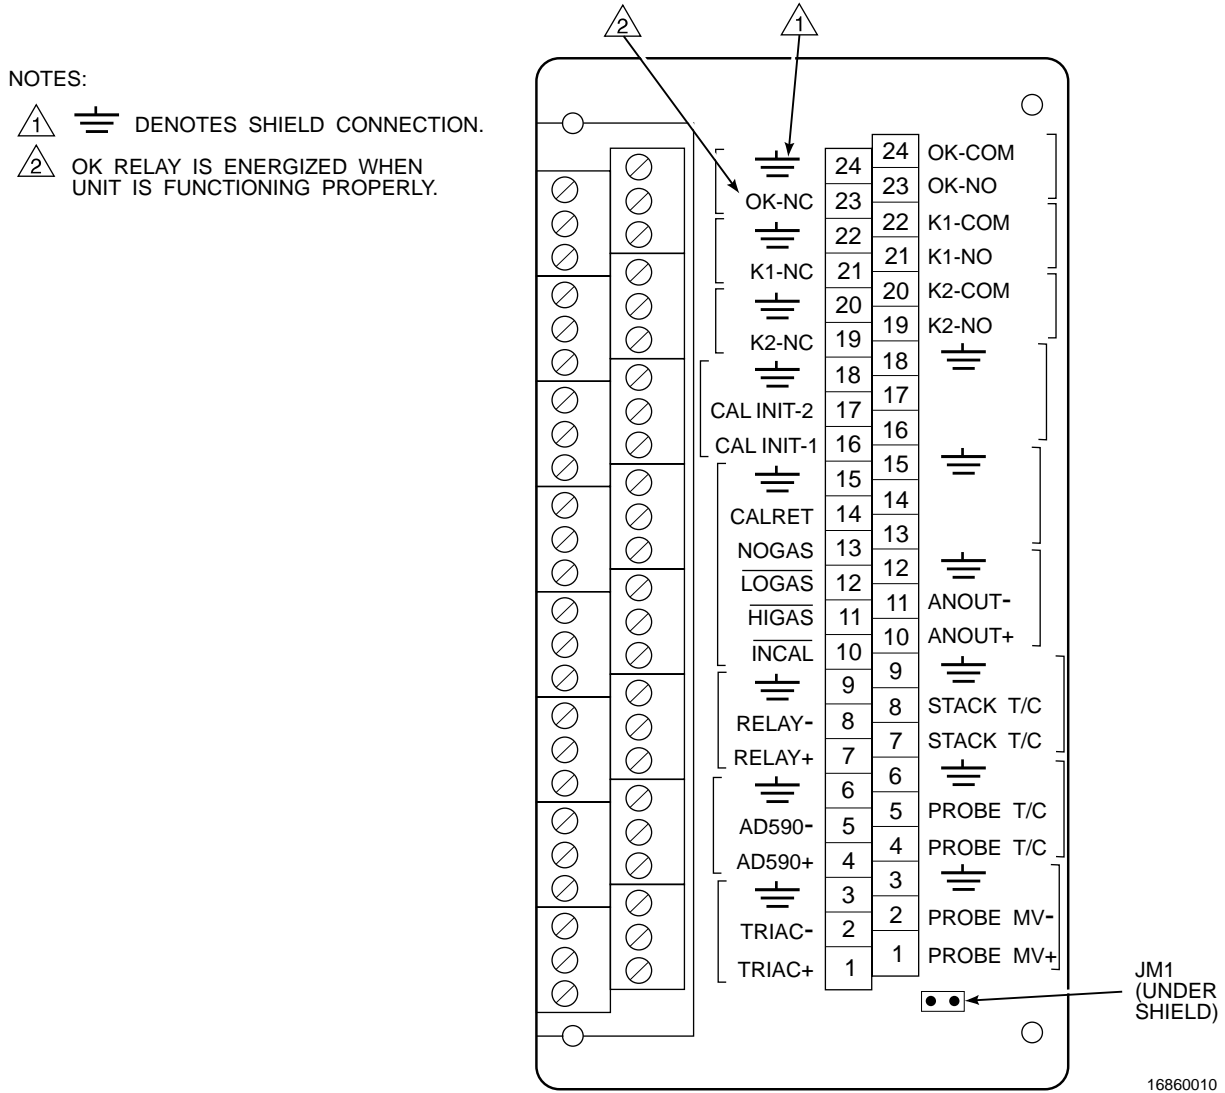 2
1
NOTES:
1 DENOTES SHIELD CONNECTION.
2 OK RELAY IS ENERGIZED WHEN
UNIT IS FUNCTIONING PROPERLY.
24 24 OK-COM
OK-NC 23 23 OK-NO
22 22 K1-COM
K1-NC 21 21 K1-NO
20 20 K2-COM
K2-NC 19 19 K2-NO
18 18
CAL INIT-2 17 17
CAL INIT-1 16 16
15 15
CALRET 14 14
NOGAS 13 13
LOGAS 12 12
HIGAS 11 11 ANOUT-
INCAL 10 10 ANOUT+
9 9
RELAY- 8 8 STACK T/C
RELAY+ 7 7 STACK T/C
6 6
AD590- 5 5 PROBE T/C
AD590+ 4 4 PROBE T/C
3 3
TRIAC- 2 2 PROBE MV-
TRIAC+ 1 1 PROBE MV+
JM1
(UNDER
SHIELD)
16860010